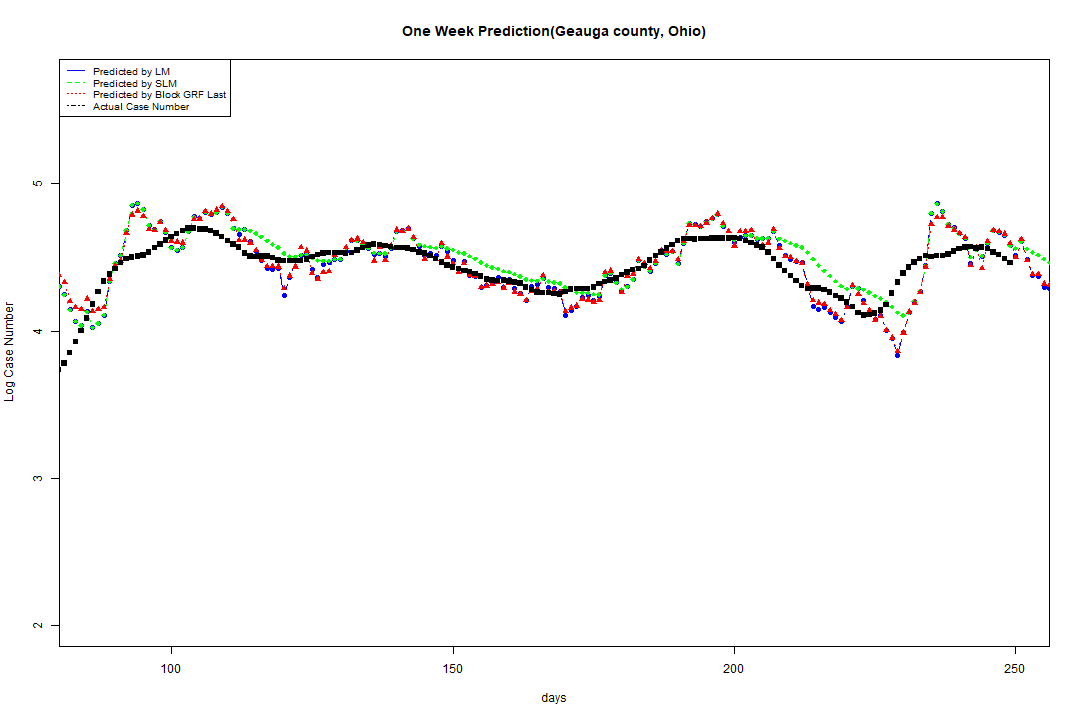 One Week Prediction(Geauga county, Ohio)
Predicted by LM
Predicted by SLM
Predicted by Block GRF Last
Actual Case Number
5
4
3
2
Log Case Number
100 150 200 250
days